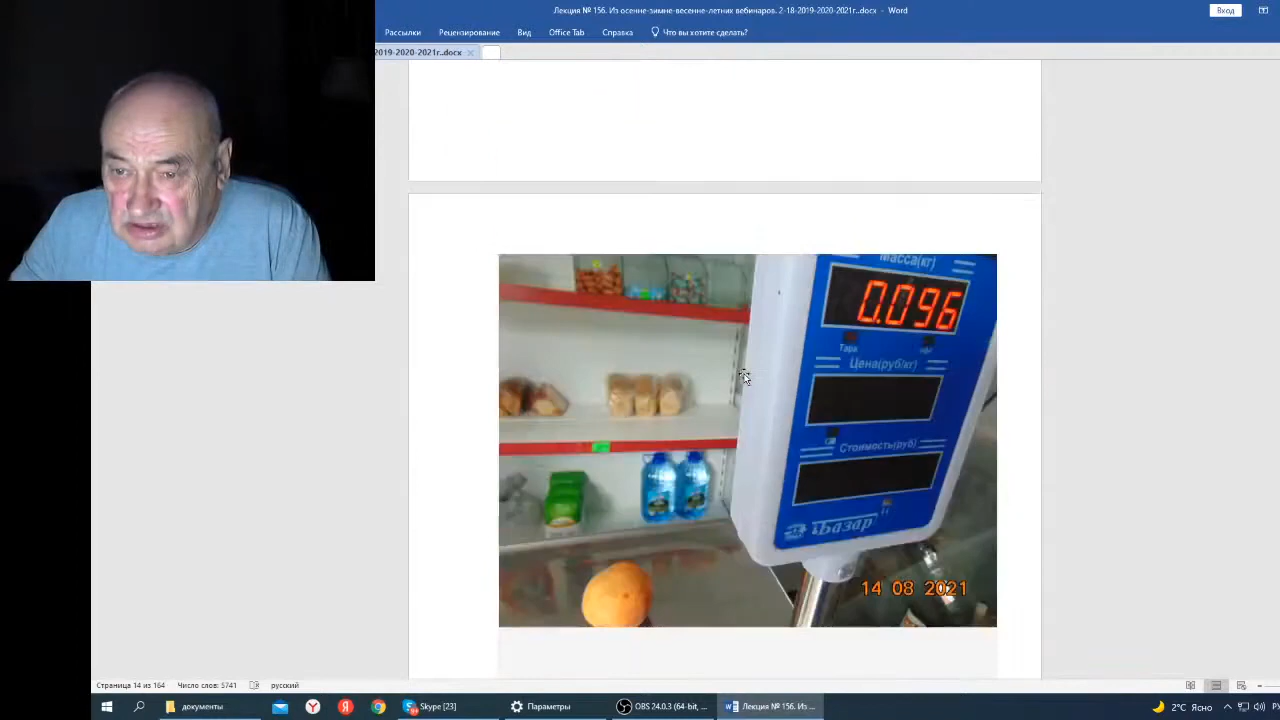 Лекция № 156. Из осенне-зимне-весенне-летних вебинаров. 2-18-2019-2020-2021г..docx - Word
Вход
Рассылки Рецензирование Вид Office Tab Справка Что вы хотите сделать?
2019-2020-2021г..docx
Масса(кг)
0.096
Тара
Цена(руб/кг)
Стоимость(руб)
Базар
14 08 2021
Страница 14 из 164 Число слов: 5741 русский
документы
Skype [23]
Параметры
OBS 24.0.3 (64-bit, ...
Лекция № 156. Из ...
2°C Ясно